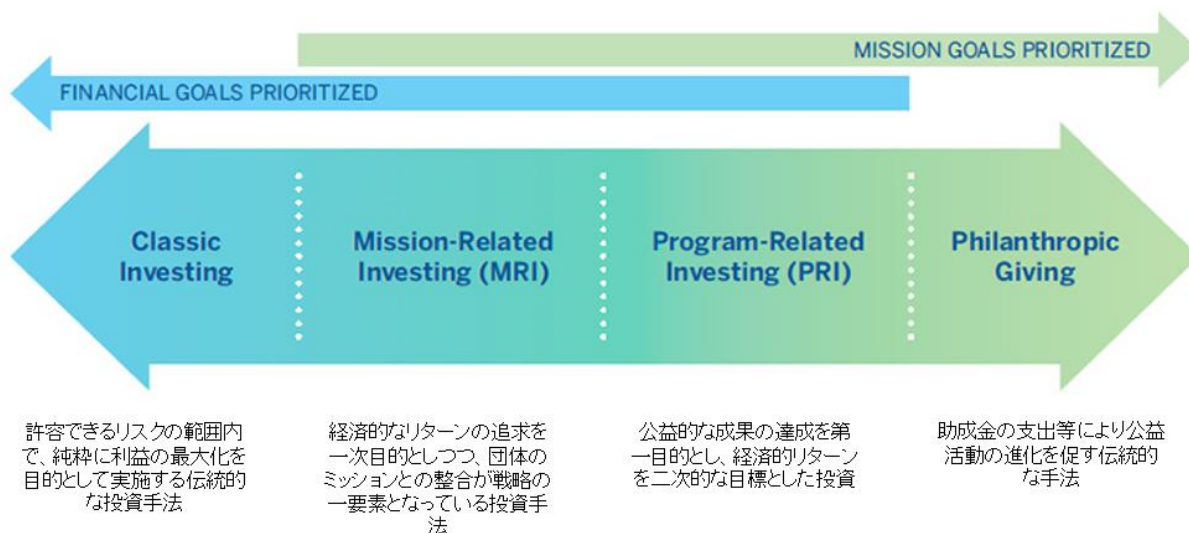 MISSION GOALS PRIORITIZED
FINANCIAL GOALS PRIORITIZED
Classic
Investing
Mission-Related
Investing (MRI)
Program-Related
Investing (PRI)
Philanthropic
Giving
許容できるリスクの範囲内
で、純粋に利益の最大化を
目的として実施する伝統的
な投資手法
経済的なリターンの追求を
一次目的としつつ、団体の
ミッションとの整合が戦略の
一要素となっている投資手
法
公益的な成果の達成を第
一目的とし、経済的リターン
を二次的な目標とした投資
助成金の支出等により公益
活動の進化を促す伝統的
な手法